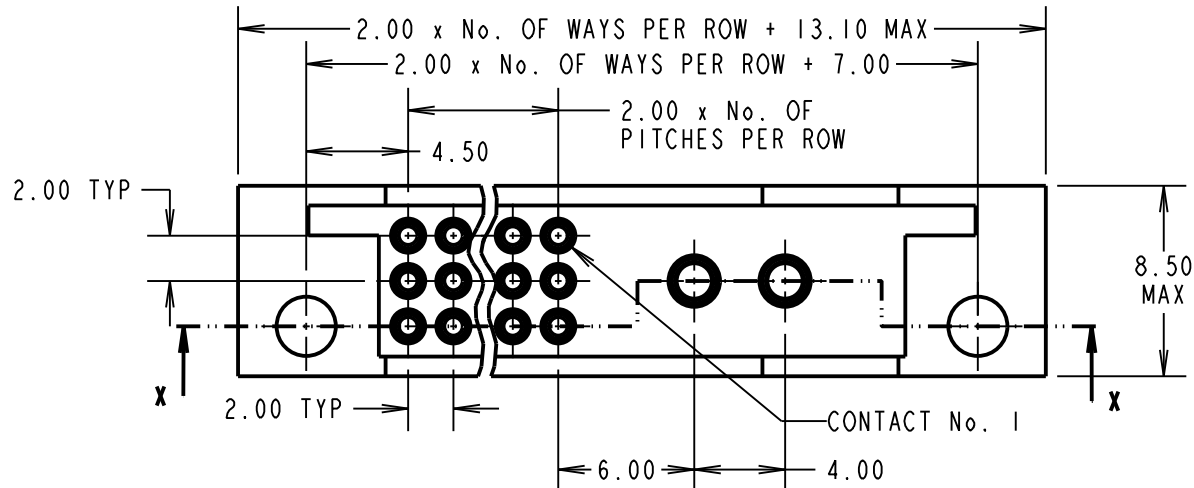 2.00 x No. OF WAYS PER ROW + 13.10 MAX
2.00 x No. OF WAYS PER ROW + 7.00
2.00 x No. OF
PITCHES PER ROW
4.50
2.00 TYP
8.50
MAX
X
X
2.00 TYP
CONTACT No. 1
6.00
4.00